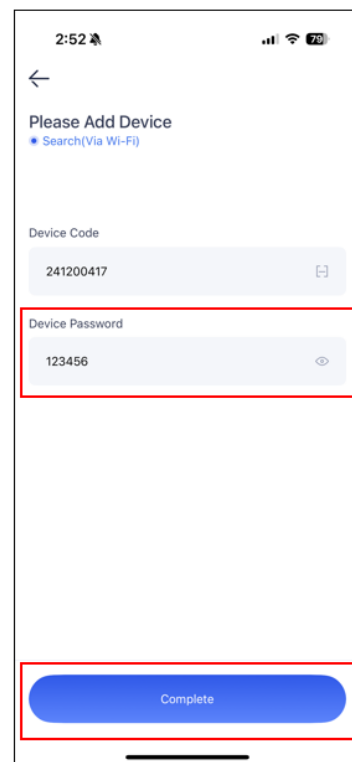 2:52
79
Please Add Device
Search(Via Wi-Fi)
Device Code
241200417
Device Password
123456
Complete